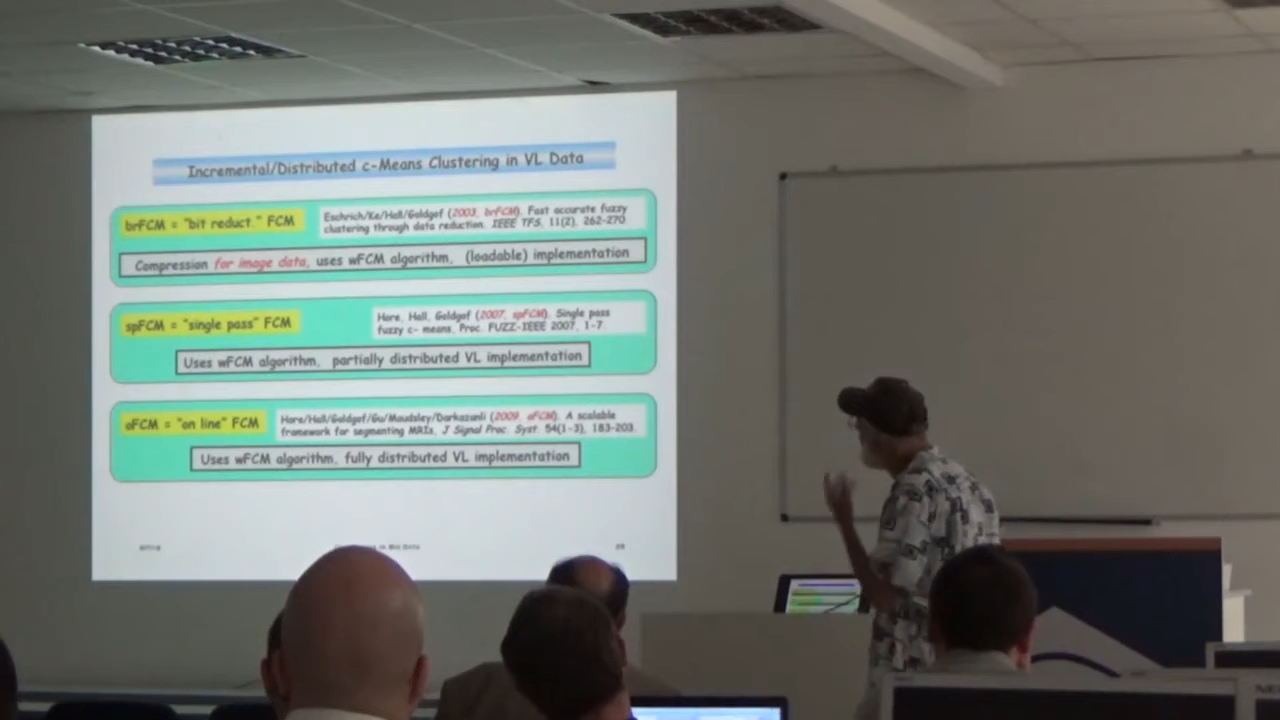 Incremental/Distributed c-Means Clustering in VL Data
brFCM = "bit reduct." FCM
Eschrich/Ke/Hall/Goldgof (2003, brFCM). Fast accurate fuzzy
clustering through data reduction. IEEE TFS, 11(2), 262-270
Compression for image data, uses wFCM algorithm, (loadable) implementation
spFCM = "single pass" FCM
Hore, Hall, Goldgof (2007, spFCM). Single pass
fuzzy c- means, Proc. FUZZ-IEEE 2007, 1-7.
Uses wFCM algorithm, partially distributed VL implementation
oFCM = "on line" FCM
Hore/Hall/Goldgof/Gu/Maudsley/Darkazanli (2009, oFCM). A scalable
framework for segmenting MRIs, J Signal Proc. Syst. 54(1-3), 183-203.
Uses wFCM algorithm, fully distributed VL implementation
in Big Data